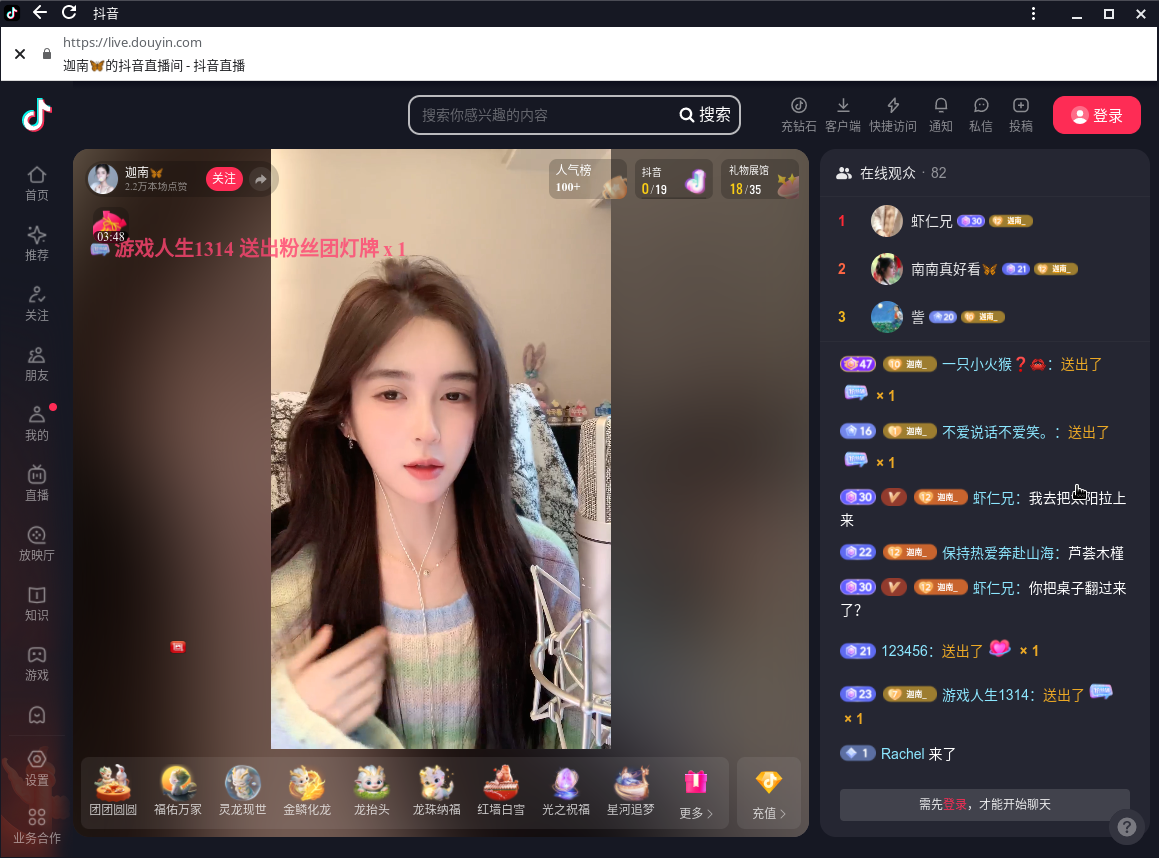 抖音
https://live.douyin.com
迦南🦋的抖音直播间 - 抖音直播
搜索你感兴趣的内容
搜索
充钻石
客户端
快捷访问
通知
私信
投稿
登录
首页
推荐
关注
朋友
我的
直播
放映厅
知识
游戏
设置
业务合作
迦南🦋
2.2万本场点赞
关注
人气榜
100+
抖音
0/19
礼物展馆
18/35
03:48
游戏人生1314 送出粉丝团灯牌 x 1
团团圆圆
福佑万家
灵龙现世
金鳞化龙
龙抬头
龙珠纳福
红墙白雪
光之祝福
星河追梦
更多
充值
在线观众 · 82
1 虾仁兄 30 迦南_
2 南南真好看🦋 21 迦南_
3 訾 20 迦南_
47 10 迦南_ 一只小火猴❓🦀：送出了
× 1
16 迦南_ 不爱说话不爱笑。：送出了
× 1
30 V 12 迦南_ 虾仁兄：我去把太阳拉上
来
22 12 迦南_ 保持热爱奔赴山海：芦荟木槿
30 V 12 迦南_ 虾仁兄：你把桌子翻过来
了？
21 123456：送出了 × 1
23 迦南_ 游戏人生1314：送出了
× 1
1 Rachel 来了
需先登录，才能开始聊天